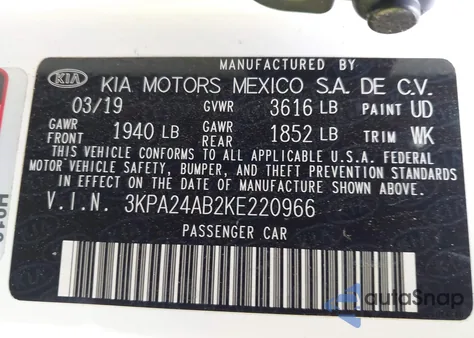 MANUFACTURED BY
KIA KIA MOTORS MEXICO S.A. DE C.V.
03/19 GVWR 3616 LB PAINT UD
GAWR FRONT 1940 LB GAWR REAR 1852 LB TRIM WK
THIS VEHICLE CONFORMS TO ALL APPLICABLE U.S.A. FEDERAL
MOTOR VEHICLE SAFETY, BUMPER, AND THEFT PREVENTION STANDARDS
IN EFFECT ON THE DATE OF MANUFACTURE SHOWN ABOVE.
V.I.N. 3KPA24AB2KE220966
PASSENGER CAR
autoSnap